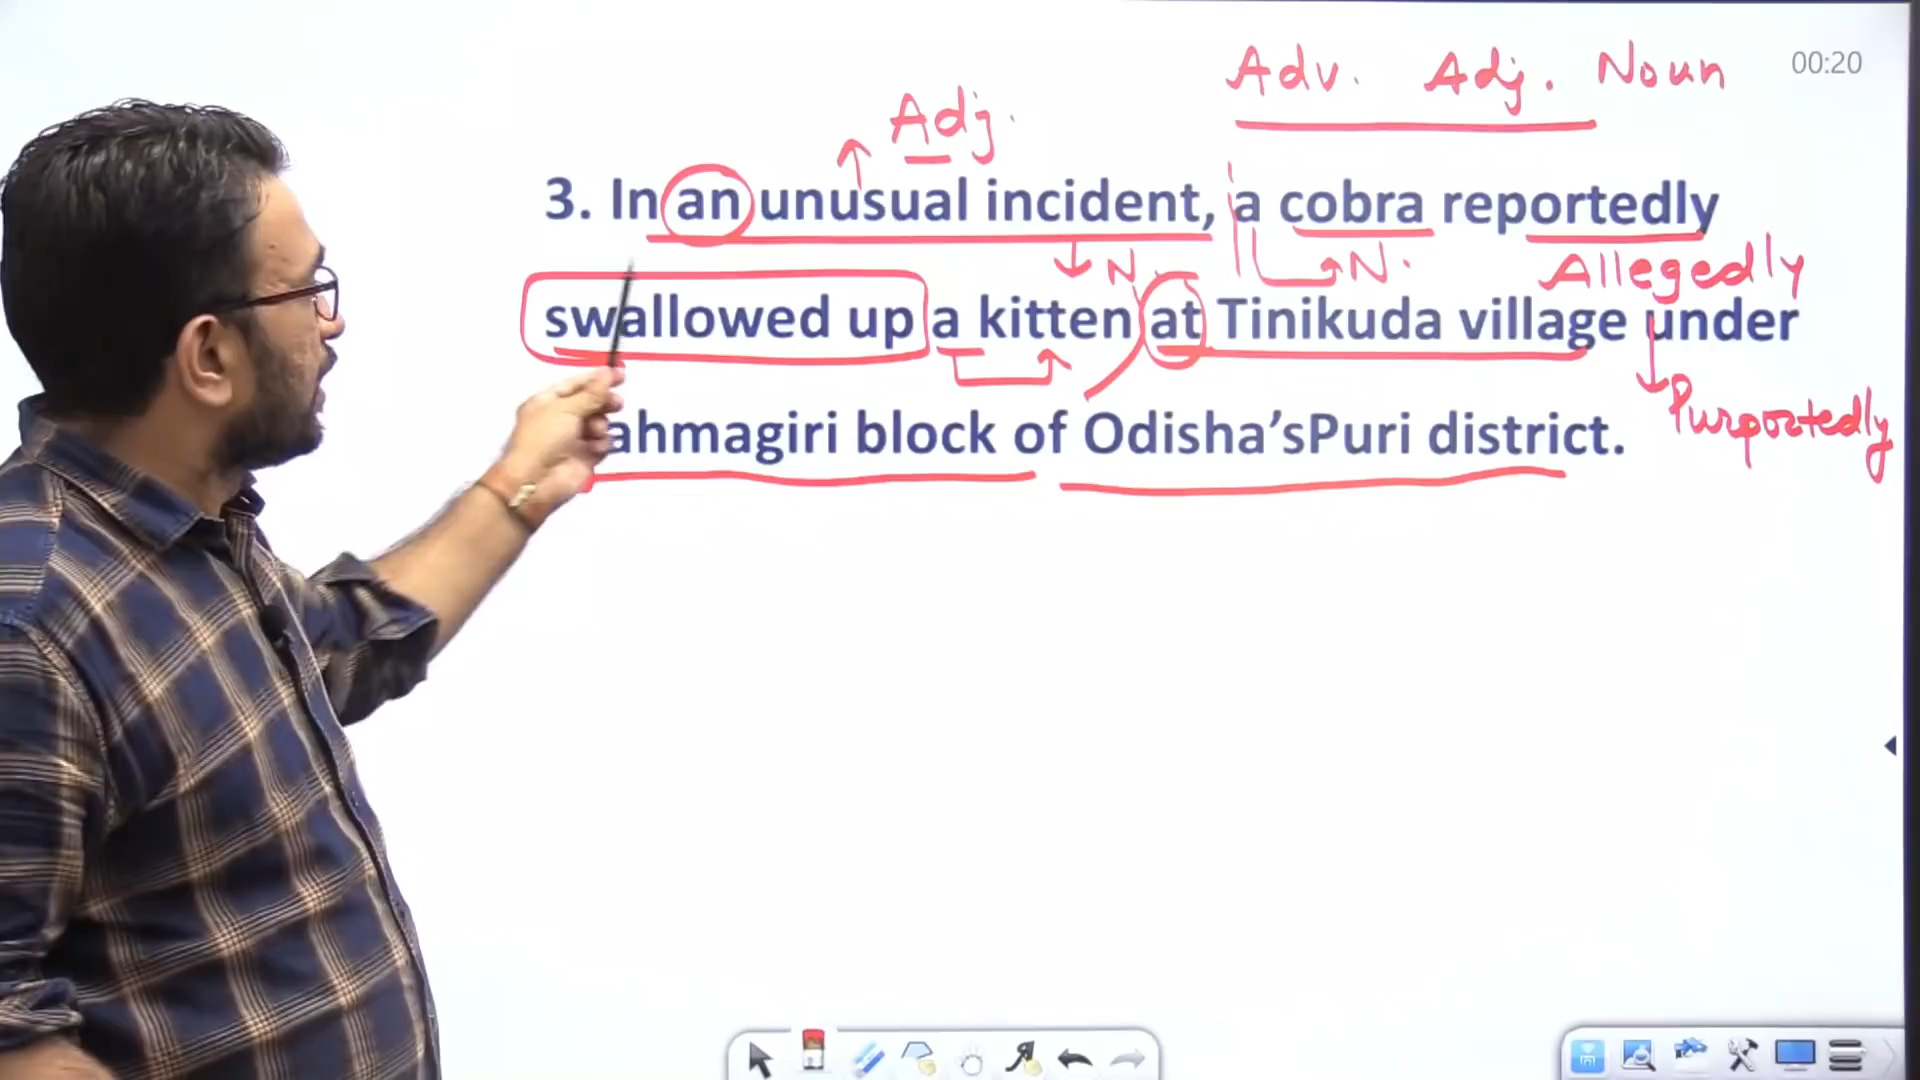 Adv. Adj. Noun
00:20
Adj.
3. In an unusual incident, a cobra reportedly
N. N. Allegedly
swallowed up a kitten at Tinikuda village under
Purportedly
ahmagiri block of Odisha'sPuri district.